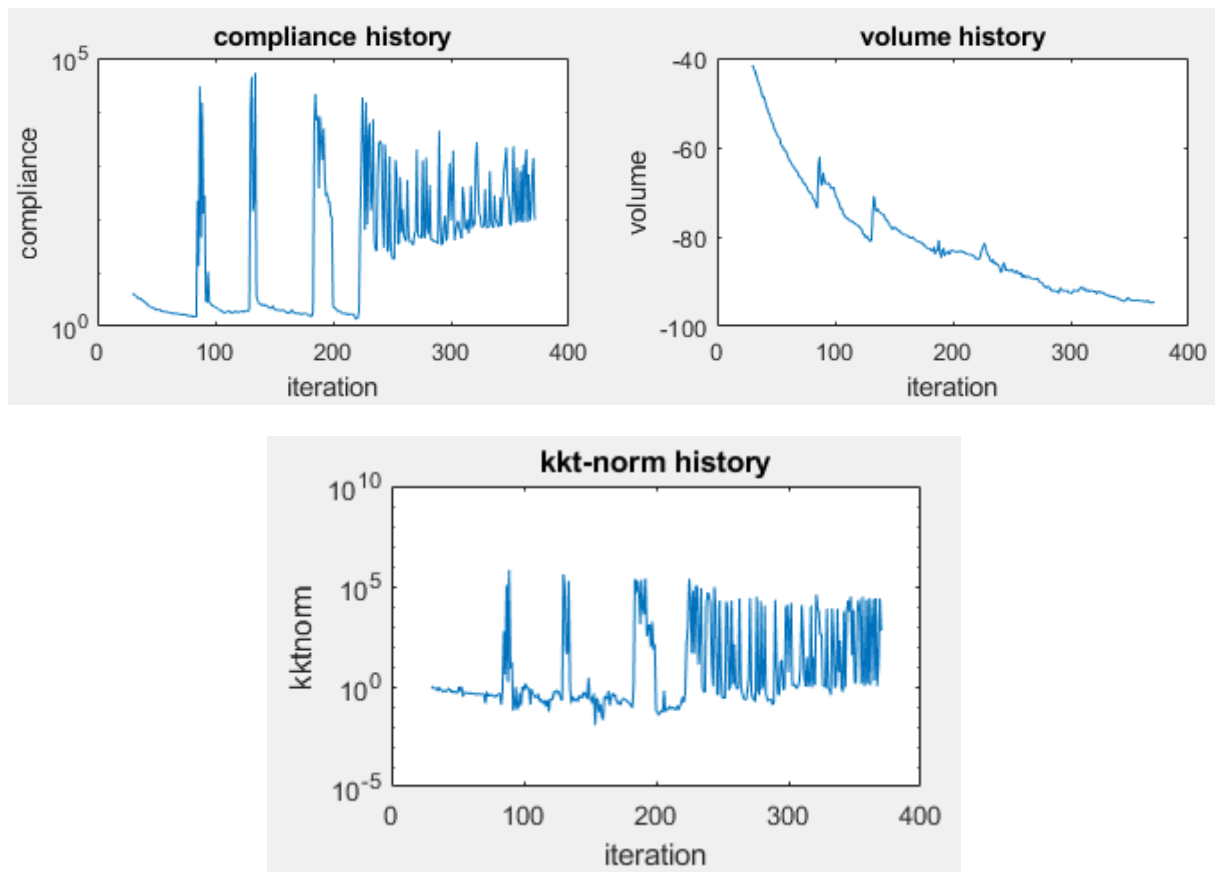 compliance history
10^5
compliance
10^0
0 100 200 300 400
iteration
volume history
-40
-60
volume
-80
-100
0 100 200 300 400
iteration
kkt-norm history
10^10
10^5
kktnorm
10^0
10^-5
0 100 200 300 400
iteration